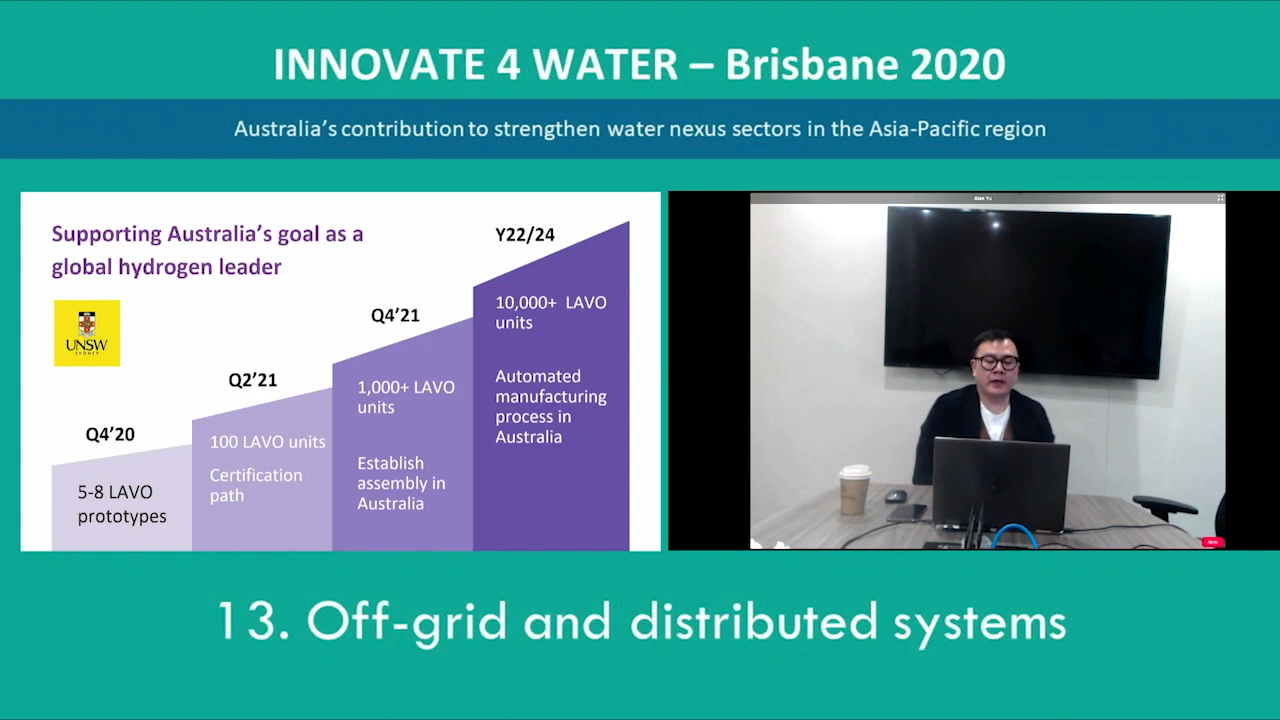 INNOVATE 4 WATER – Brisbane 2020
Australia's contribution to strengthen water nexus sectors in the Asia-Pacific region
Supporting Australia's goal as a
global hydrogen leader
UNSW
SYDNEY
Q4'20
5-8 LAVO
prototypes
Q2'21
100 LAVO units
Certification
path
Q4'21
1,000+ LAVO
units
Establish
assembly in
Australia
Y22/24
10,000+ LAVO
units
Automated
manufacturing
process in
Australia
Alan Yu
Mute
13. Off-grid and distributed systems